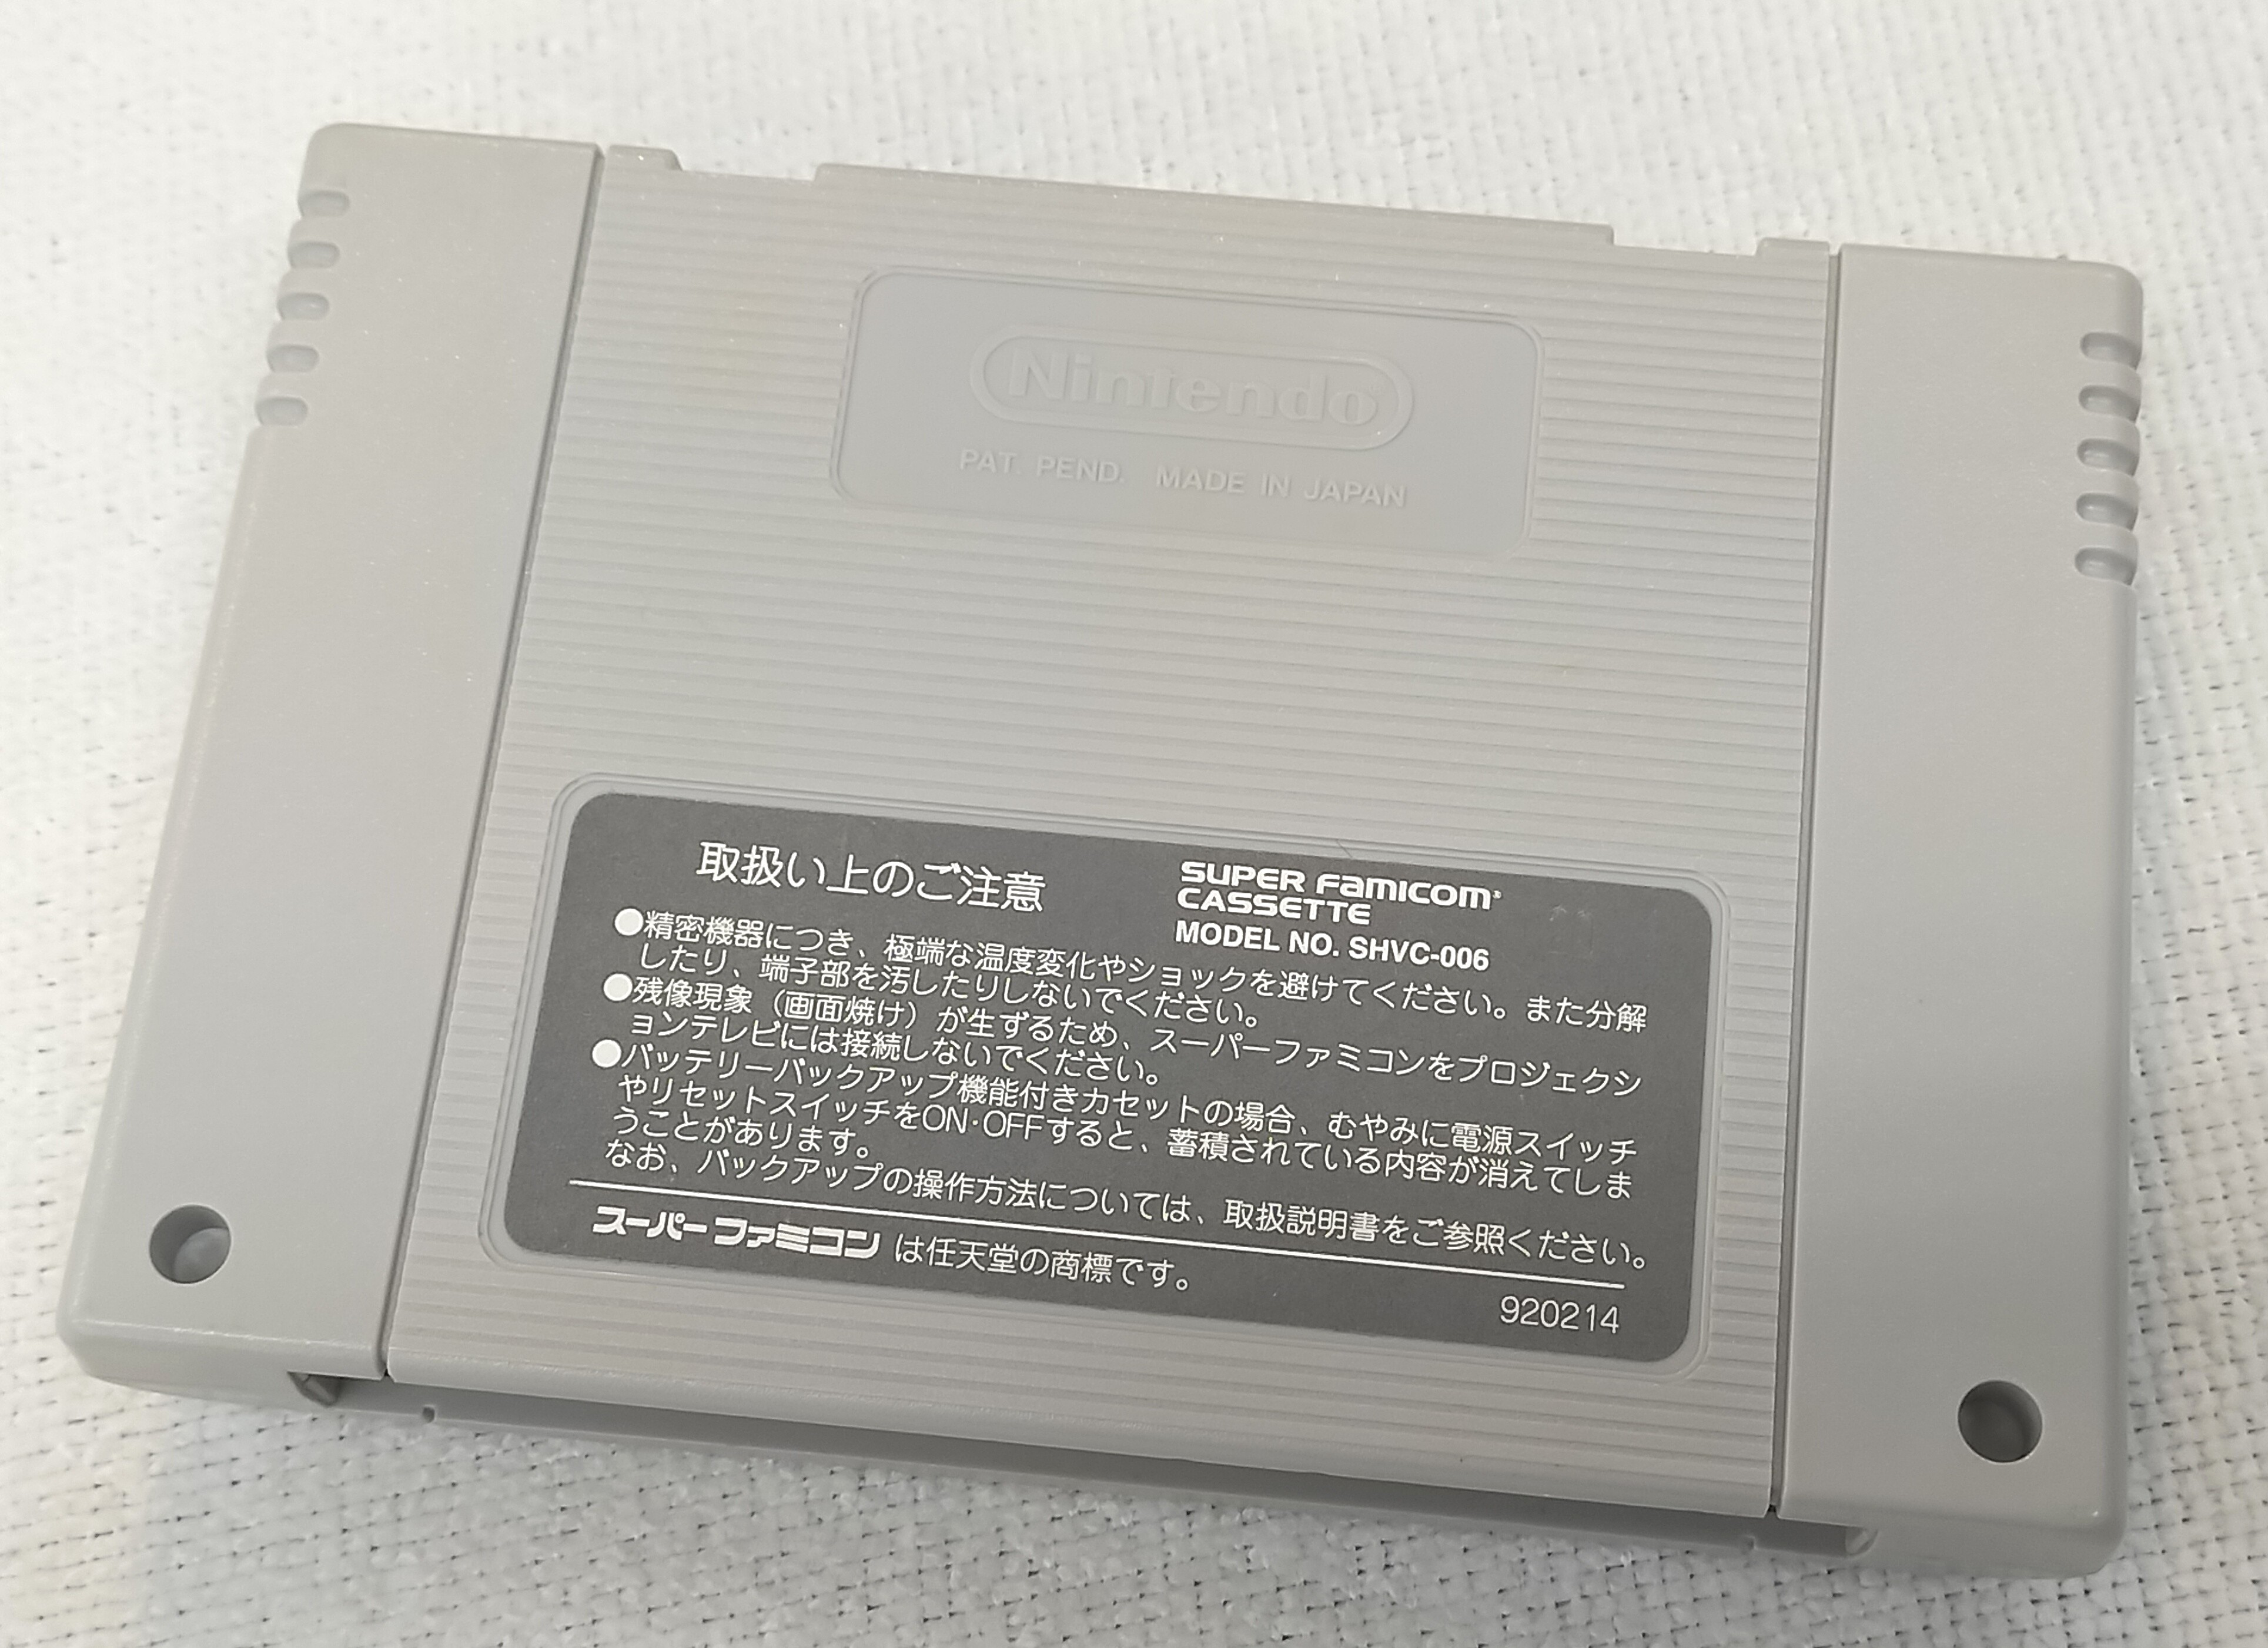 Nintendo
PAT. PEND. MADE IN JAPAN
取扱い上のご注意
SUPER FAMICOM
CASSETTE
MODEL NO. SHVC-006
●精密機器につき、極端な温度変化やショックを避けてください。また分解
したり、端子部を汚したりしないでください。
●残像現象（画面焼け）が生ずるため、スーパーファミコンをプロジェクシ
ョンテレビには接続しないでください。
●バッテリーバックアップ機能付きカセットの場合、むやみに電源スイッチ
やリセットスイッチをON・OFFすると、蓄積されている内容が消えてしま
うことがあります。
なお、バックアップの操作方法については、取扱説明書をご参照ください。
スーパーファミコン は任天堂の商標です。
920214